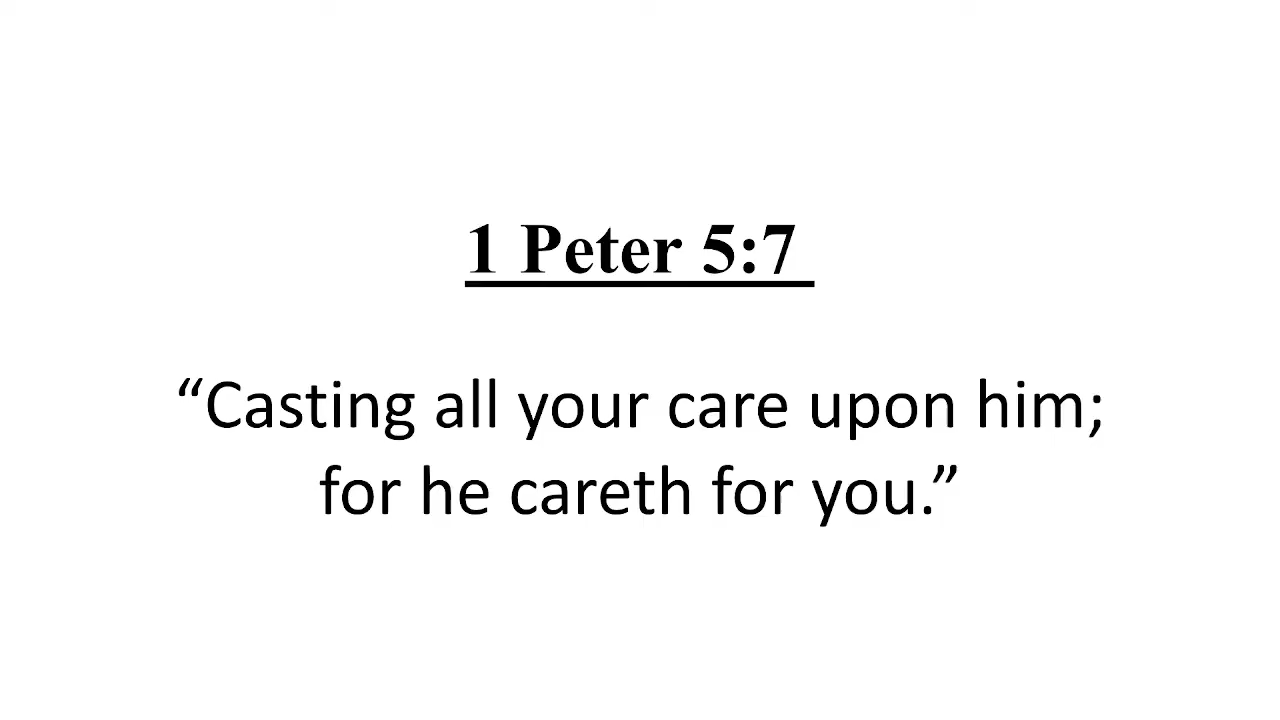 1 Peter 5:7
“Casting all your care upon him;
for he careth for you.”